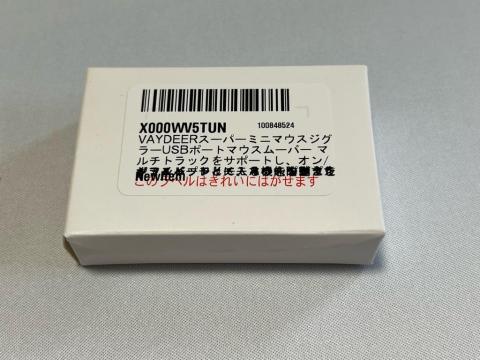 X000WV5TUN
100848524
VAYDEERスーパーミニマウスジグ
ラーUSBポートマウスムーバー マ
ルチトラックをサポートし、オン/
New item
このラベルはきれいにはがせます